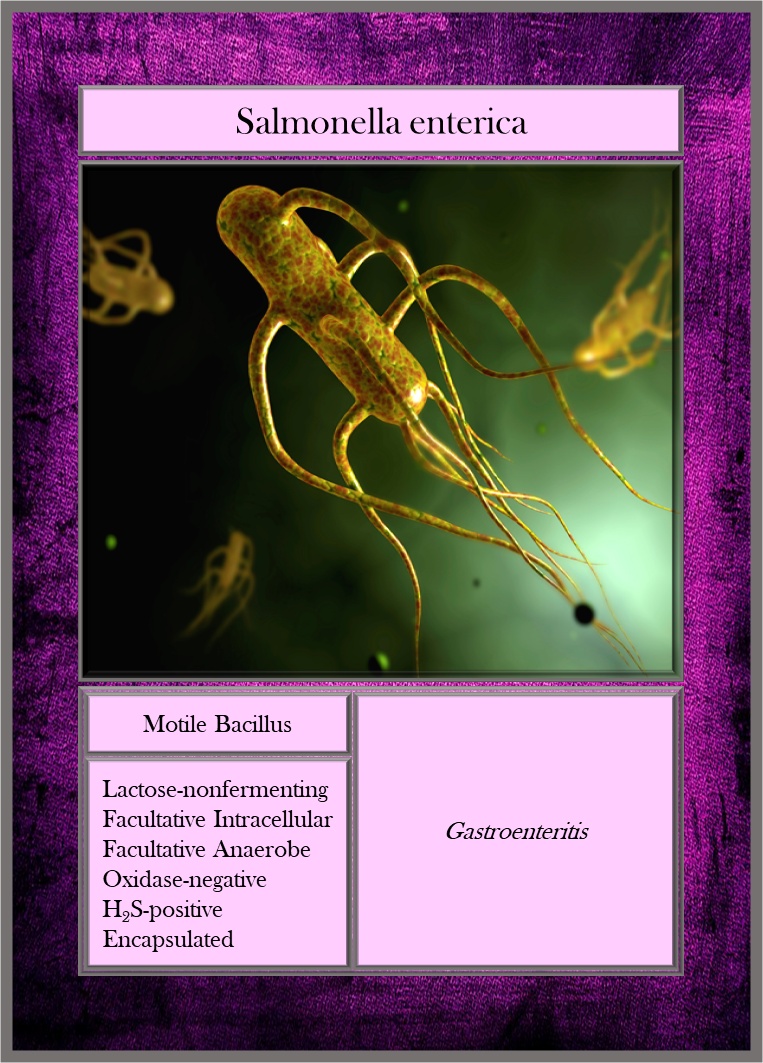 Salmonella enterica
Motile Bacillus
Lactose-nonfermenting
Facultative Intracellular
Facultative Anaerobe
Oxidase-negative
H₂S-positive
Encapsulated
Gastroenteritis